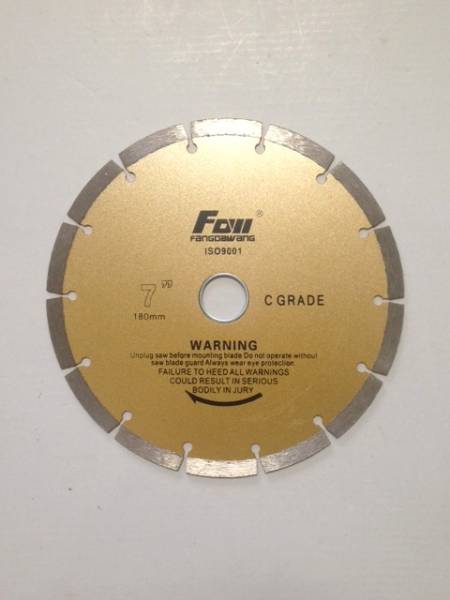 FDW ®
FANGDAWANG
ISO9001
7"
180mm
C GRADE
WARNING
Unplug saw before mounting blade Do not operate without
saw blade guard Always wear eye protection
FAILURE TO HEED ALL WARNINGS
COULD RESULT IN SERIOUS
BODILY IN JURY